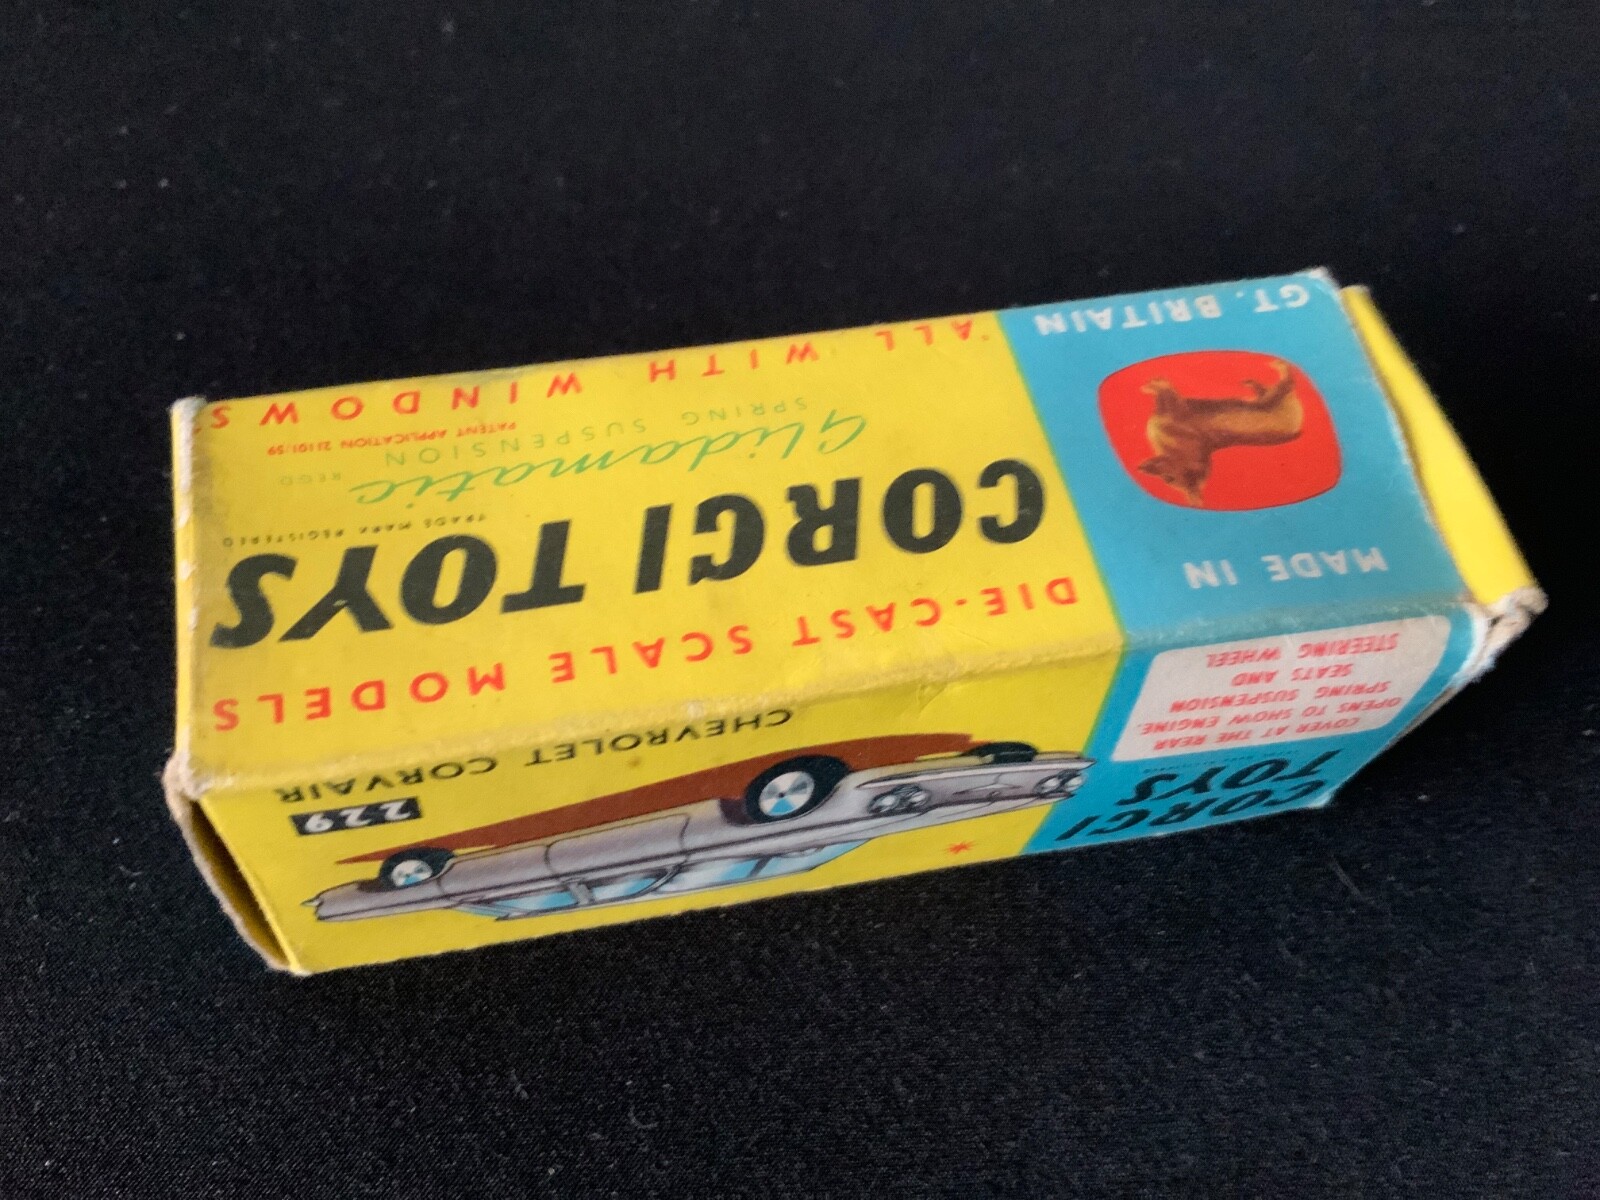 CORGI
TOYS
COVER AT THE REAR
OPENS TO SHOW ENGINE.
SPRING SUSPENSION
SEATS AND
STEERING WHEEL
229
CHEVROLET CORVAIR
MADE IN
GT. BRITAIN
DIE-CAST SCALE MODELS
CORGI TOYS
TRADE MARK REGISTERED
Glidamatic REGD
SPRING SUSPENSION
PATENT APPLICATION 21101/59
'ALL WITH WINDOWS'